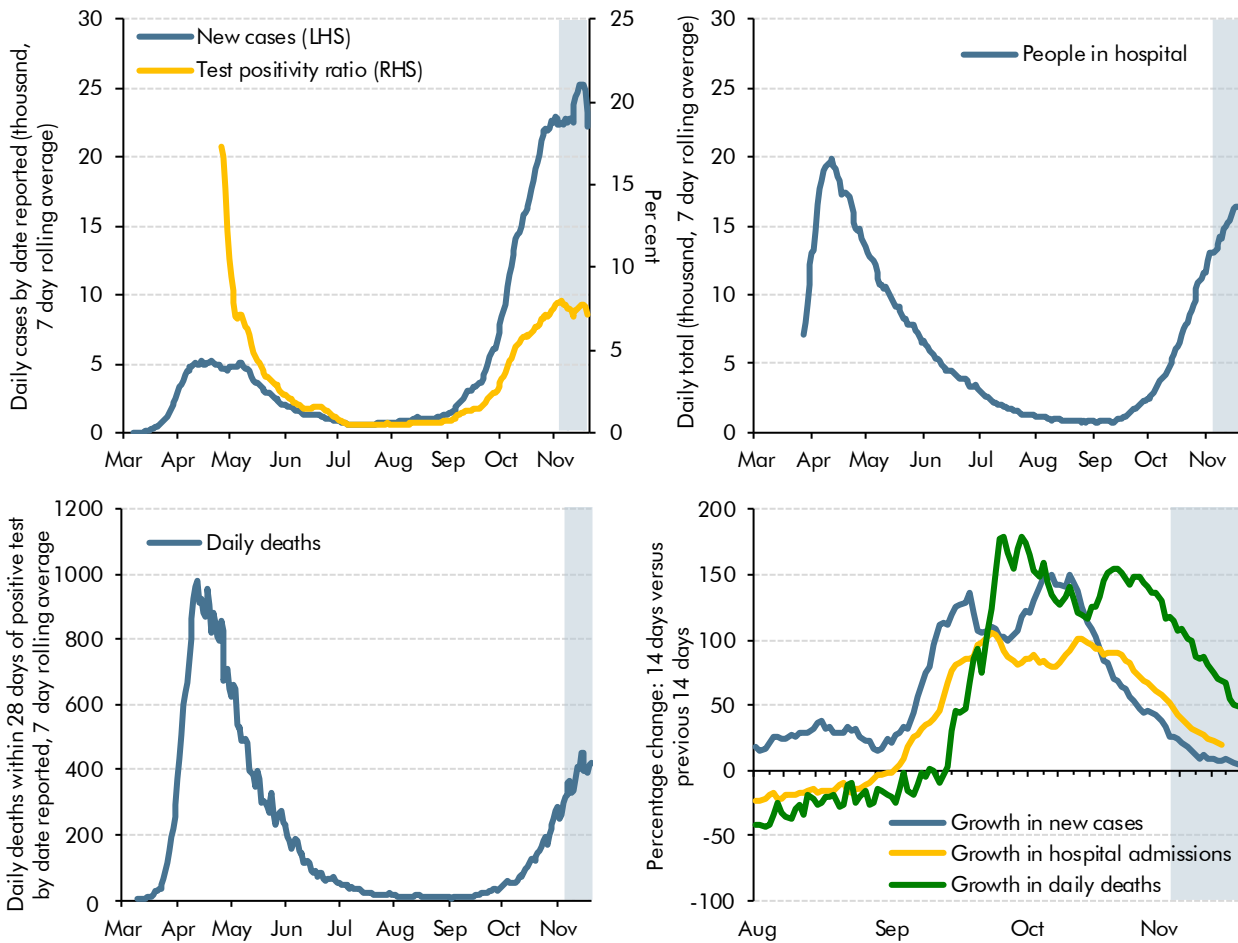 Daily cases by date reported (thousand,
7 day rolling average)
30
25
20
15
10
5
0
New cases (LHS)
Test positivity ratio (RHS)
25
20
15
10
5
0
Per cent
Mar Apr May Jun Jul Aug Sep Oct Nov
Daily total (thousand, 7 day rolling average)
30
25
20
15
10
5
0
People in hospital
Mar Apr May Jun Jul Aug Sep Oct Nov
Daily deaths within 28 days of positive test
by date reported, 7 day rolling average
1200
1000
800
600
400
200
0
Daily deaths
Mar Apr May Jun Jul Aug Sep Oct Nov
Percentage change: 14 days versus
previous 14 days
200
150
100
50
0
-50
-100
Growth in new cases
Growth in hospital admissions
Growth in daily deaths
Aug Sep Oct Nov